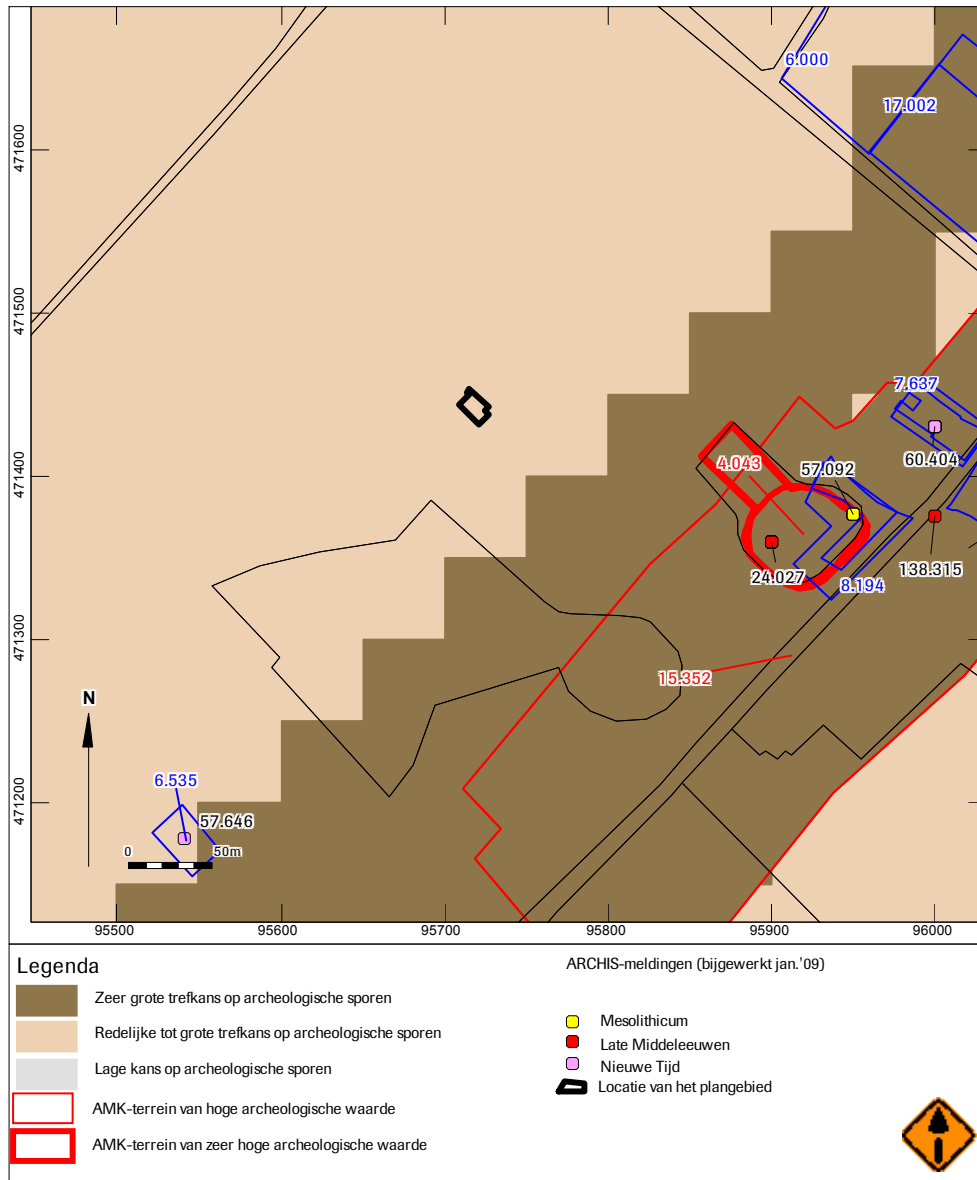 6.000
17.002
471600
471500
7.637
4.043
57.092
60.404
471400
24.027
8.194
138.315
471300
15.352
N
471200
6.535
57.646
0 50m
95500 95600 95700 95800 95900 96000
Legenda
Zeer grote trefkans op archeologische sporen
Redelijke tot grote trefkans op archeologische sporen
Lage kans op archeologische sporen
AMK-terrein van hoge archeologische waarde
AMK-terrein van zeer hoge archeologische waarde
ARCHIS-meldingen (bijgewerkt jan.'09)
Mesolithicum
Late Middeleeuwen
Nieuwe Tijd
Locatie van het plangebied